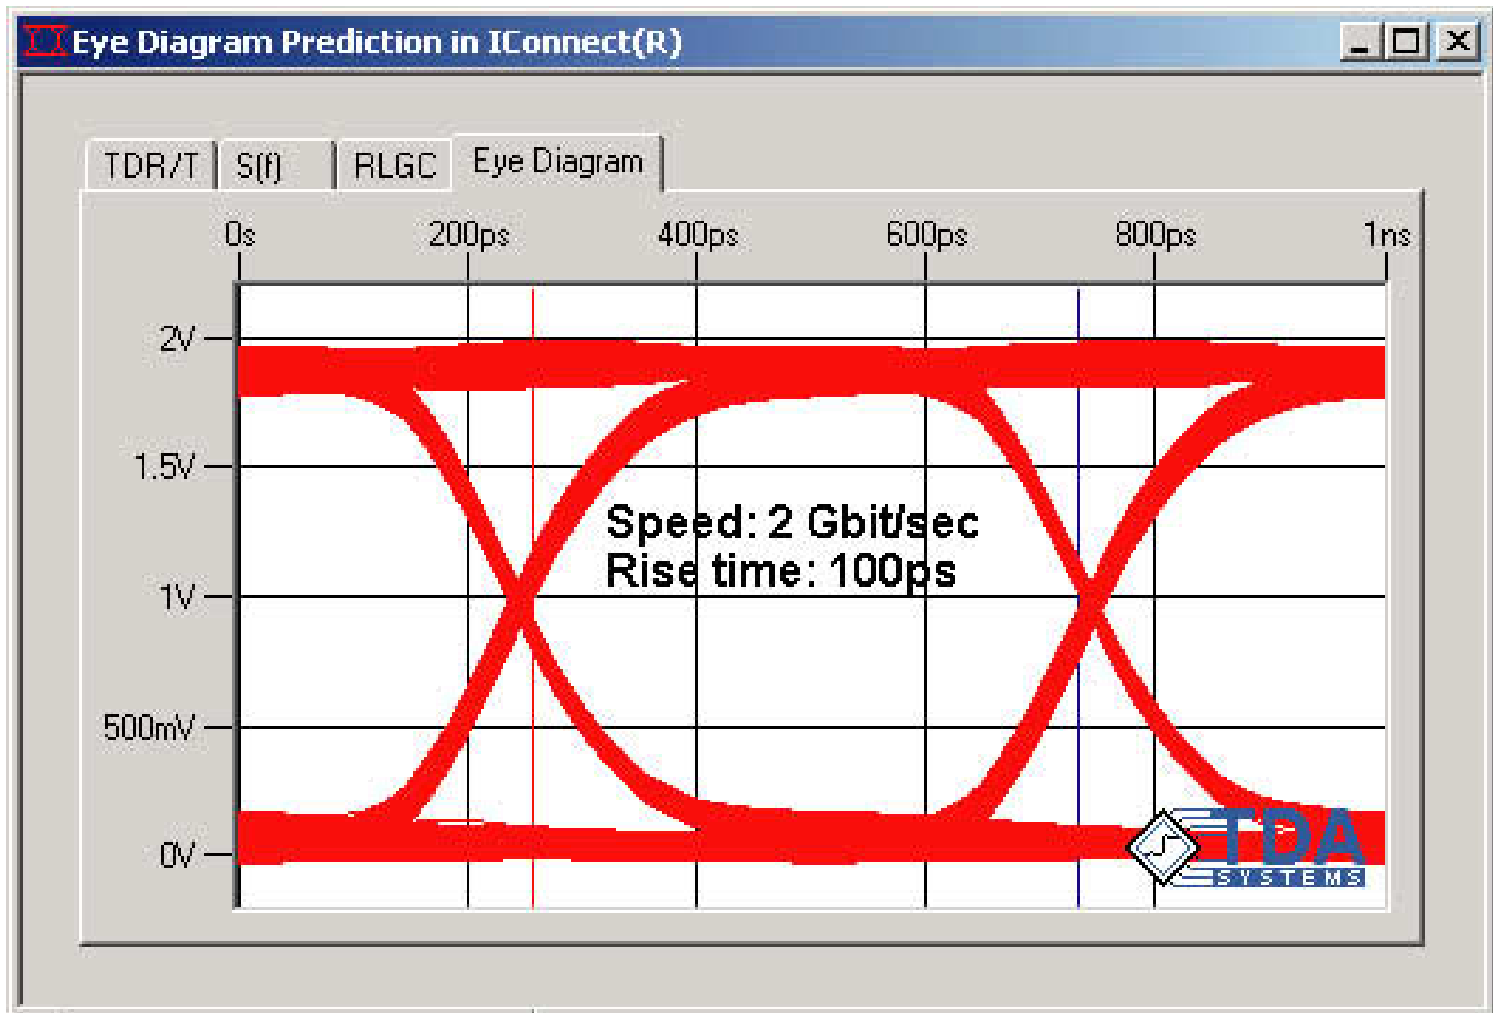 Eye Diagram Prediction in IConnect(R)
TDR/T S(f) RLGC Eye Diagram
0s 200ps 400ps 600ps 800ps 1ns
2V
1.5V
Speed: 2 Gbit/sec
Rise time: 100ps
1V
500mV
0V
TDA
SYSTEMS